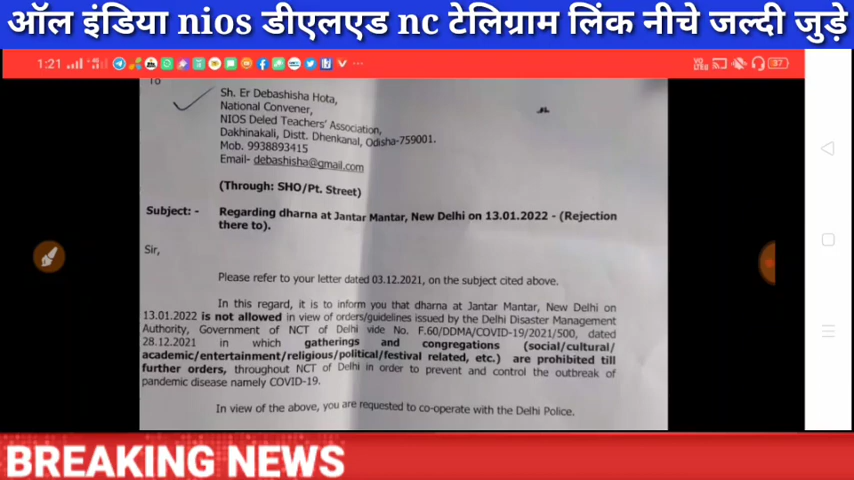 ऑल इंडिया nios डीएलएड nc टेलिग्राम लिंक नीचे जल्दी जुड़े
1:21
37
To
Sh. Er Debashisha Hota,
National Convener,
NIOS Deled Teachers' Association,
Dakhinakali, Distt. Dhenkanal, Odisha-759001.
Mob. 9938893415
Email- debashisha@gmail.com
(Through: SHO/Pt. Street)
Subject: - Regarding dharna at Jantar Mantar, New Delhi on 13.01.2022 - (Rejection
there to).
Sir,
Please refer to your letter dated 03.12.2021, on the subject cited above.
In this regard, it is to inform you that dharna at Jantar Mantar, New Delhi on
13.01.2022 is not allowed in view of orders/guidelines issued by the Delhi Disaster Management
Authority, Government of NCT of Delhi vide No. F.60/DDMA/COVID-19/2021/500, dated
28.12.2021 in which gatherings and congregations (social/cultural/
academic/entertainment/religious/political/festival related, etc.) are prohibited till
further orders, throughout NCT of Delhi in order to prevent and control the outbreak of
pandemic disease namely COVID-19.
In view of the above, you are requested to co-operate with the Delhi Police.
BREAKING NEWS